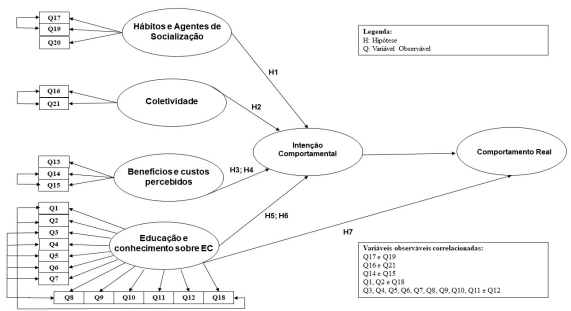 Q17
Q19
Q20
Hábitos e Agentes de
Socialização
Legenda:
H: Hipótese
Q: Variável Observável
H1
Q16
Q21
Coletividade
H2
Intenção
Comportamental
Comportamento Real
Q13
Q14
Q15
Benefícios e custos
percebidos
H3; H4
H5; H6
H7
Q1
Q2
Q3
Q4
Q5
Q6
Q7
Educação e
conhecimento sobre EC
Q8
Q9
Q10
Q11
Q12
Q18
Variáveis observáveis correlacionadas:
Q17 e Q19
Q16 e Q21
Q14 e Q15
Q1, Q2 e Q18
Q3, Q4, Q5, Q6, Q7, Q8, Q9, Q10, Q11 e Q12